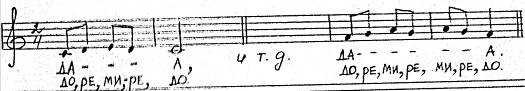 ДА - - - - Л, и т. д. ДА - - - - - - А.
ДО, РЕ, МИ, РЕ, ДО. ДО, РЕ, МИ, РЕ, МИ, РЕ, ДО.